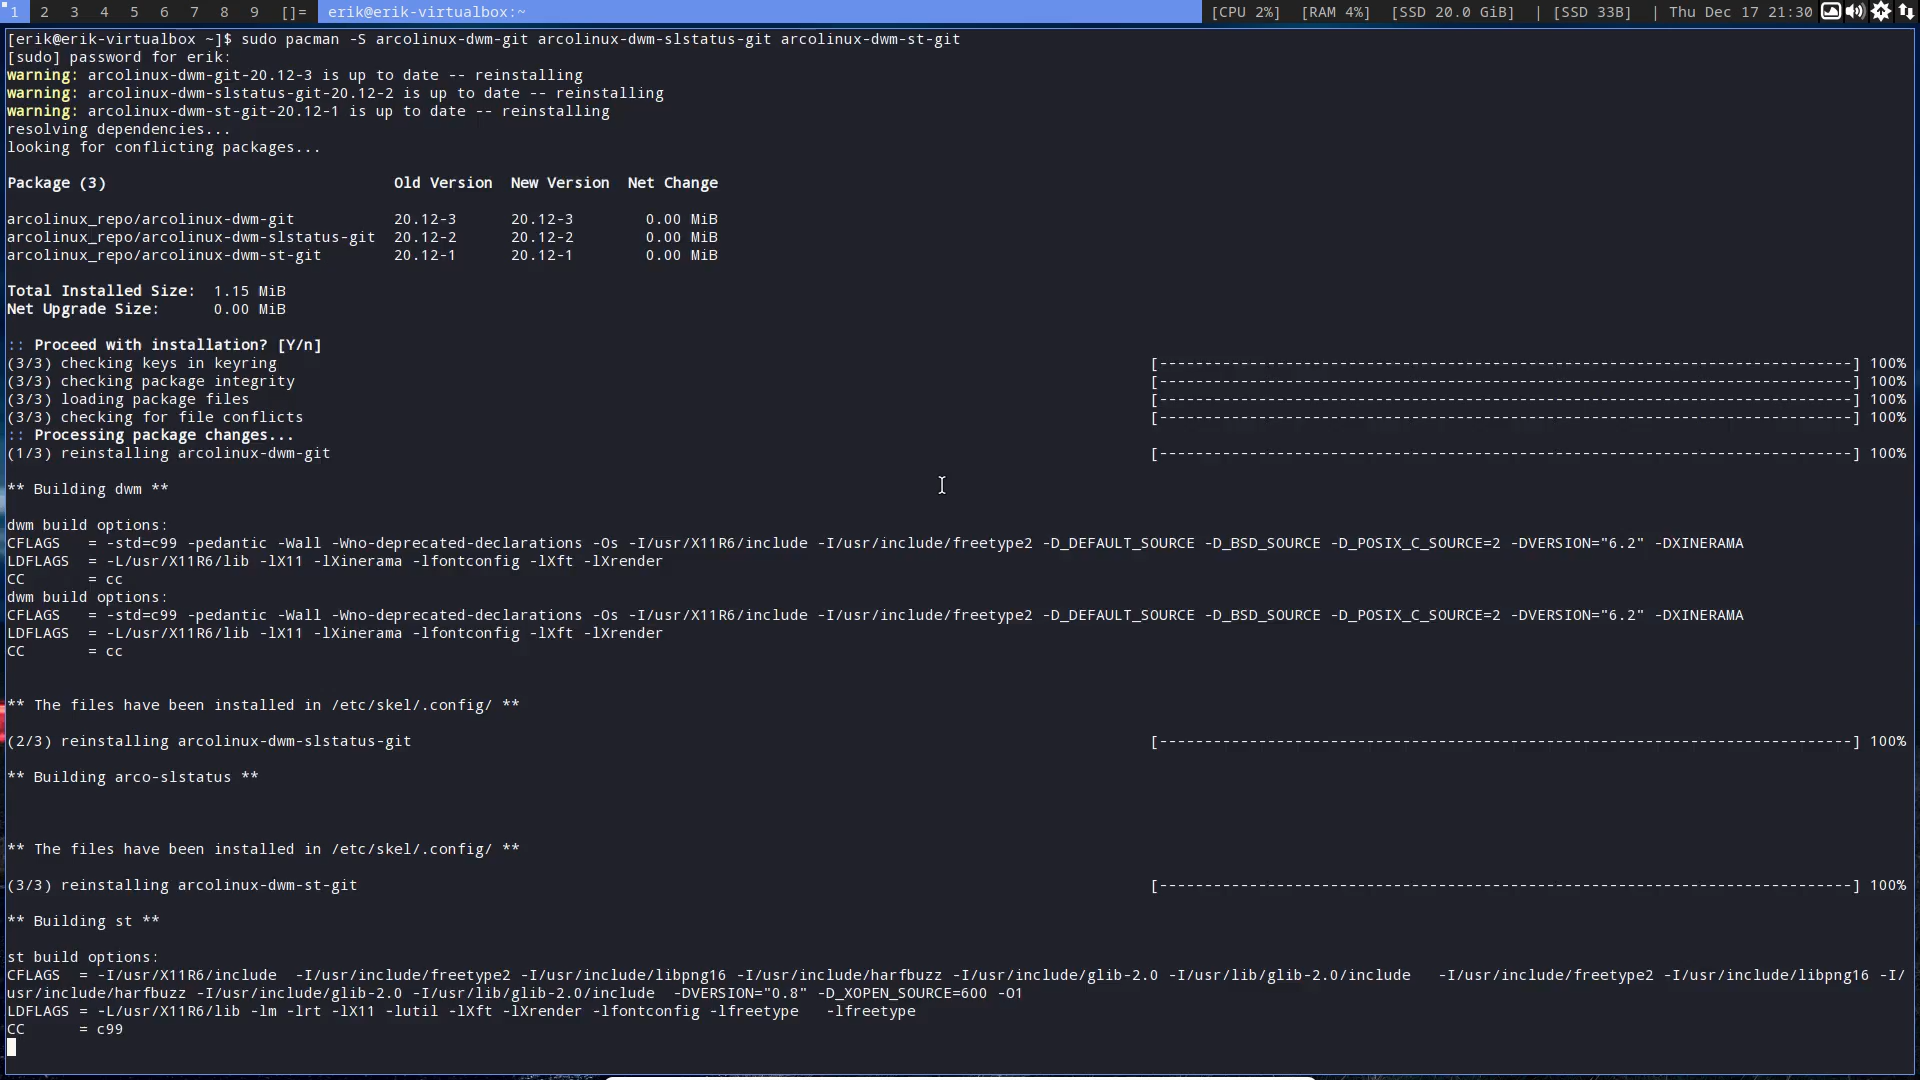 1 2 3 4 5 6 7 8 9 []= erik@erik-virtualbox:~ [CPU 2%] [RAM 4%] [SSD 20.0 GiB] | [SSD 33B] | Thu Dec 17 21:30
[erik@erik-virtualbox ~]$ sudo pacman -S arcolinux-dwm-git arcolinux-dwm-slstatus-git arcolinux-dwm-st-git
[sudo] password for erik:
warning: arcolinux-dwm-git-20.12-3 is up to date -- reinstalling
warning: arcolinux-dwm-slstatus-git-20.12-2 is up to date -- reinstalling
warning: arcolinux-dwm-st-git-20.12-1 is up to date -- reinstalling
resolving dependencies...
looking for conflicting packages...
Package (3) Old Version New Version Net Change
arcolinux_repo/arcolinux-dwm-git 20.12-3 20.12-3 0.00 MiB
arcolinux_repo/arcolinux-dwm-slstatus-git 20.12-2 20.12-2 0.00 MiB
arcolinux_repo/arcolinux-dwm-st-git 20.12-1 20.12-1 0.00 MiB
Total Installed Size: 1.15 MiB
Net Upgrade Size: 0.00 MiB
:: Proceed with installation? [Y/n]
(3/3) checking keys in keyring [------------------------------------------------------------------------------] 100%
(3/3) checking package integrity [------------------------------------------------------------------------------] 100%
(3/3) loading package files [------------------------------------------------------------------------------] 100%
(3/3) checking for file conflicts [------------------------------------------------------------------------------] 100%
:: Processing package changes...
(1/3) reinstalling arcolinux-dwm-git [------------------------------------------------------------------------------] 100%
** Building dwm **
dwm build options:
CFLAGS = -std=c99 -pedantic -Wall -Wno-deprecated-declarations -Os -I/usr/X11R6/include -I/usr/include/freetype2 -D_DEFAULT_SOURCE -D_BSD_SOURCE -D_POSIX_C_SOURCE=2 -DVERSION="6.2" -DXINERAMA
LDFLAGS = -L/usr/X11R6/lib -lX11 -lXinerama -lfontconfig -lXft -lXrender
CC = cc
dwm build options:
CFLAGS = -std=c99 -pedantic -Wall -Wno-deprecated-declarations -Os -I/usr/X11R6/include -I/usr/include/freetype2 -D_DEFAULT_SOURCE -D_BSD_SOURCE -D_POSIX_C_SOURCE=2 -DVERSION="6.2" -DXINERAMA
LDFLAGS = -L/usr/X11R6/lib -lX11 -lXinerama -lfontconfig -lXft -lXrender
CC = cc
** The files have been installed in /etc/skel/.config/ **
(2/3) reinstalling arcolinux-dwm-slstatus-git [------------------------------------------------------------------------------] 100%
** Building arco-slstatus **
** The files have been installed in /etc/skel/.config/ **
(3/3) reinstalling arcolinux-dwm-st-git [------------------------------------------------------------------------------] 100%
** Building st **
st build options:
CFLAGS = -I/usr/X11R6/include -I/usr/include/freetype2 -I/usr/include/libpng16 -I/usr/include/harfbuzz -I/usr/include/glib-2.0 -I/usr/lib/glib-2.0/include -I/usr/include/freetype2 -I/usr/include/libpng16 -I/
usr/include/harfbuzz -I/usr/include/glib-2.0 -I/usr/lib/glib-2.0/include -DVERSION="0.8" -D_XOPEN_SOURCE=600 -O1
LDFLAGS = -L/usr/X11R6/lib -lm -lrt -lX11 -lutil -lXft -lXrender -lfontconfig -lfreetype -lfreetype
CC = c99